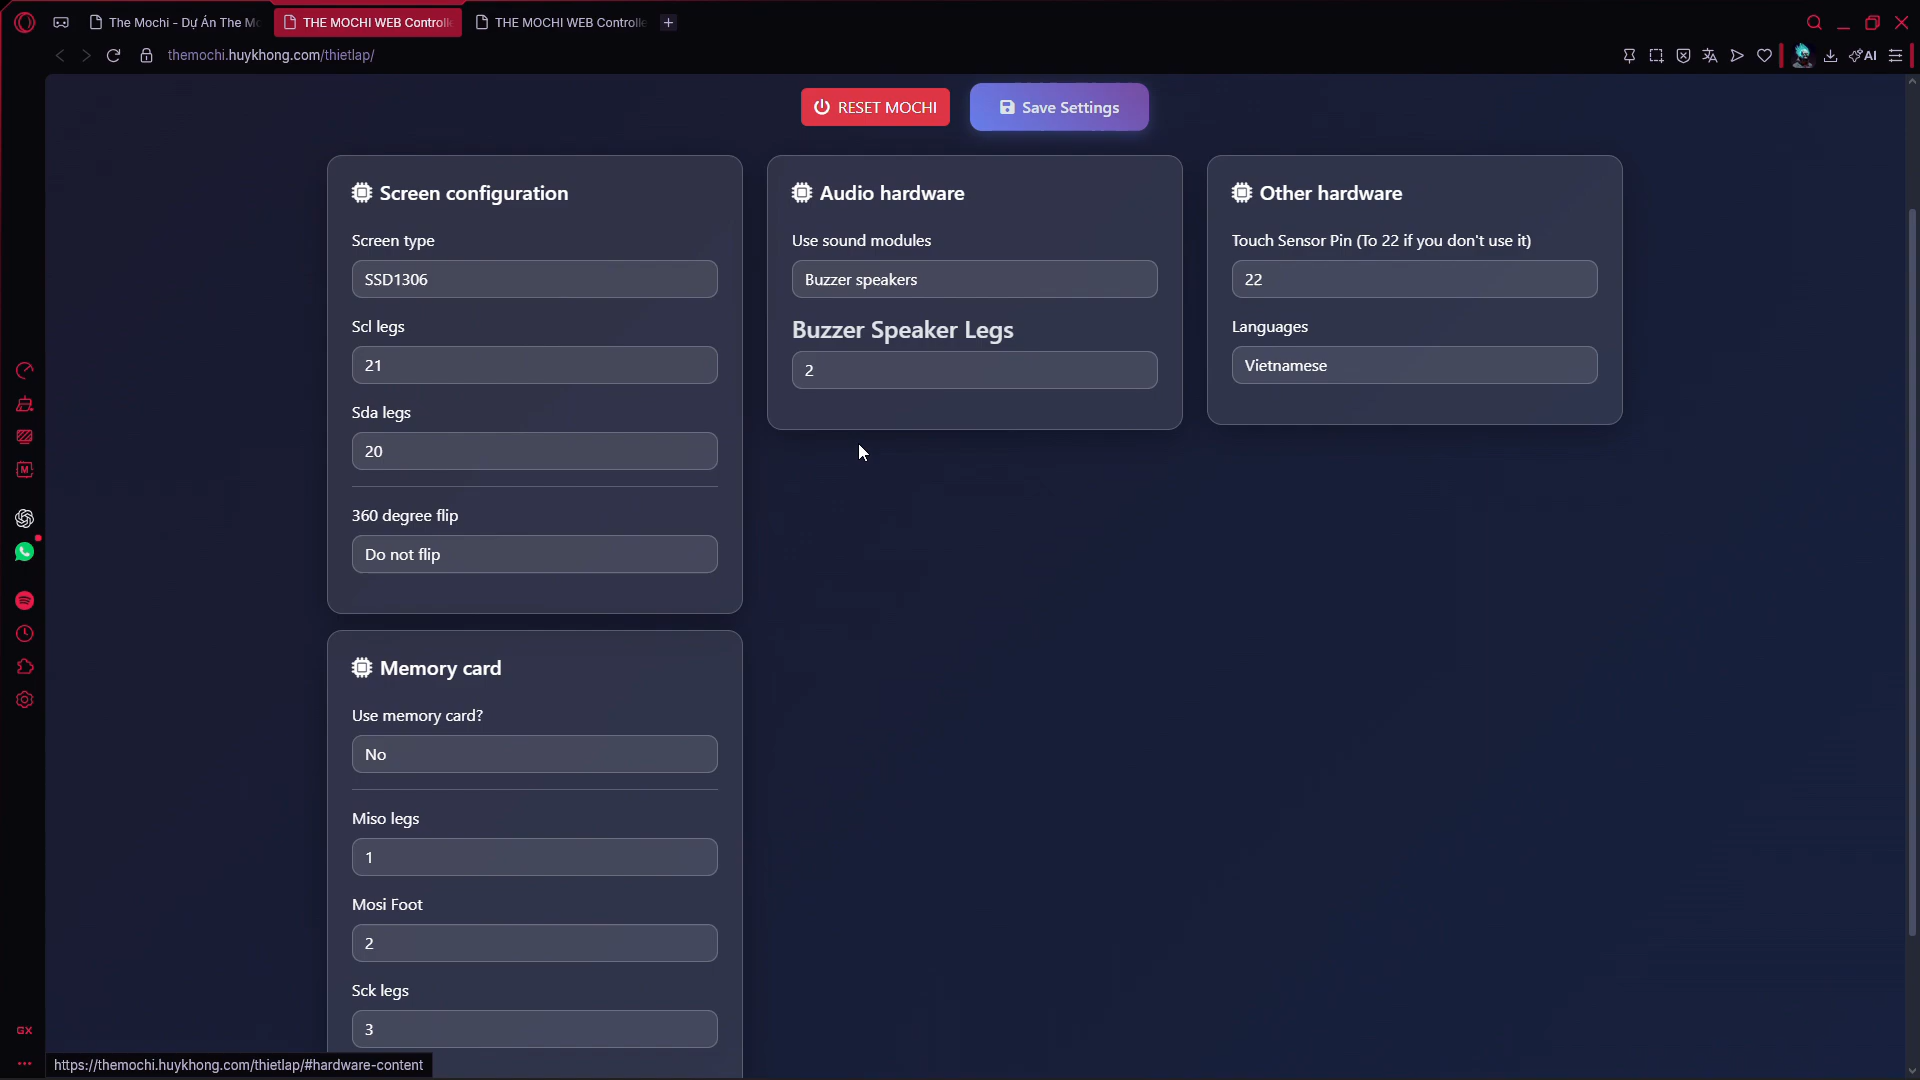 The Mochi - Dự Án The Mo
THE MOCHI WEB Controll
THE MOCHI WEB Controlle
themochi.huykhong.com/thietlap/
AI
RESET MOCHI
Save Settings
Screen configuration
Screen type
SSD1306
Scl legs
21
Sda legs
20
360 degree flip
Do not flip
Memory card
Use memory card?
No
Miso legs
1
Mosi Foot
2
Sck legs
3
Audio hardware
Use sound modules
Buzzer speakers
Buzzer Speaker Legs
2
Other hardware
Touch Sensor Pin (To 22 if you don't use it)
22
Languages
Vietnamese
M
GX
https://themochi.huykhong.com/thietlap/#hardware-content